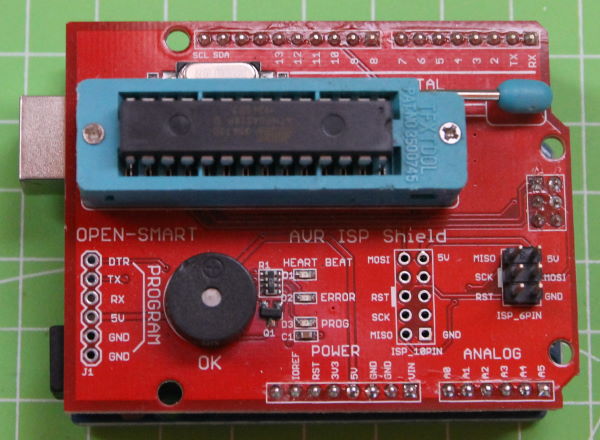 SCL SDA 13 12 11 10 9 8 7 6 5 4 3 2 TX RX
TEXTOOL
PAT.NO3500745
OPEN-SMART
AVR ISP Shield
DTR
TX
RX
5V
GND
GND
J1
PROGRAM
OK
R1
HEART BEAT
D1
D2 ERROR
Q1
D3 PROG
C1
MOSI 5V
RST
SCK
MISO GND
ISP_10PIN
MISO 5V
SCK MOSI
RST GND
ISP_6PIN
POWER
IOREF RST 3V3 5V GND GND VIN
ANALOG
A0 A1 A2 A3 A4 A5